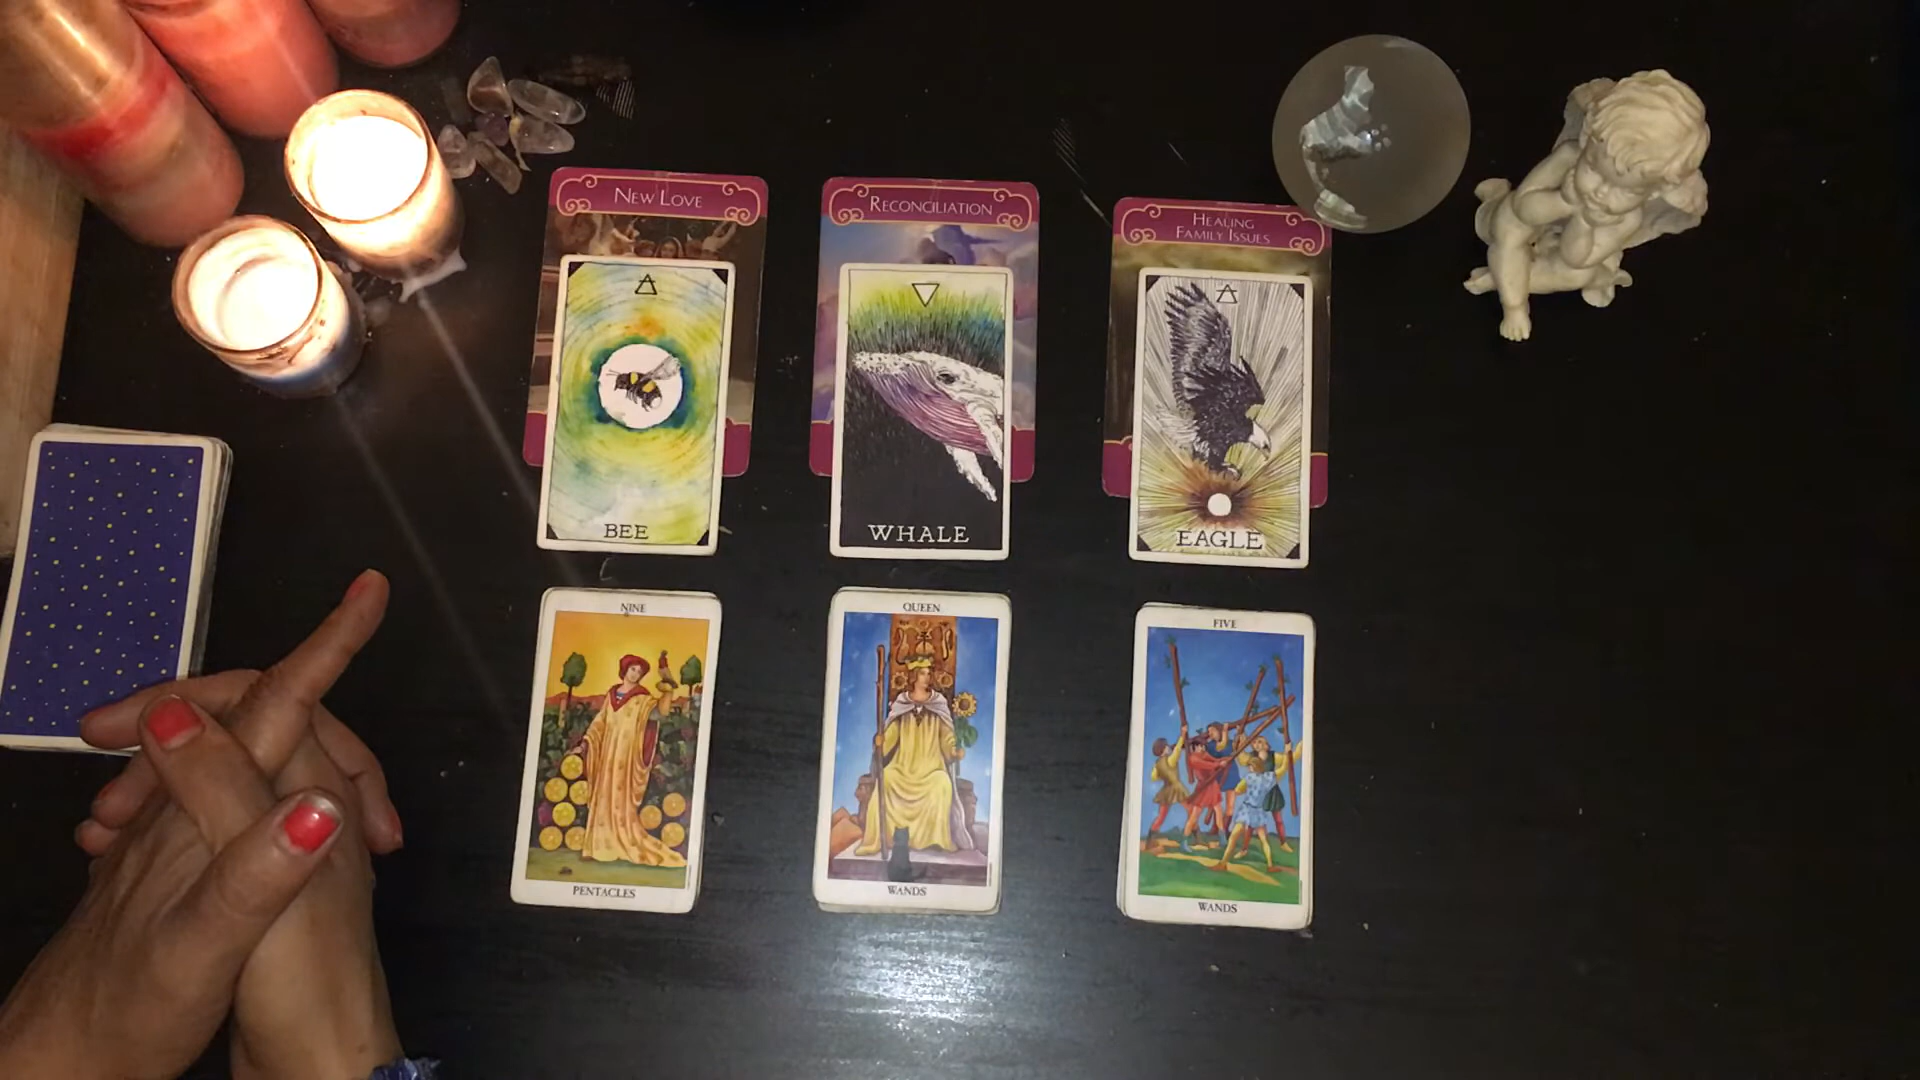 New Love
Reconciliation
Healing
Family Issues
BEE
WHALE
EAGLE
NINE
PENTACLES
QUEEN
WANDS
FIVE
WANDS